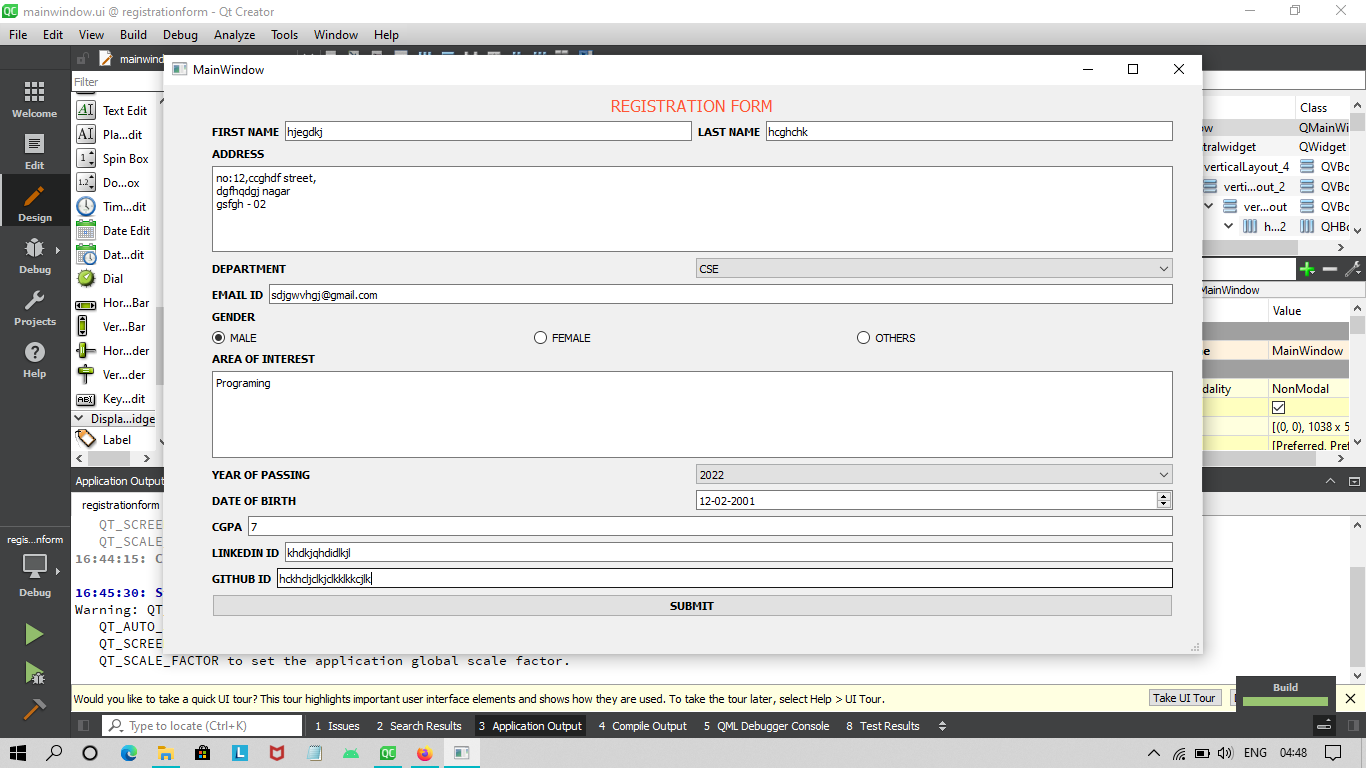 mainwindow.ui @ registrationform - Qt Creator
File Edit View Build Debug Analyze Tools Window Help
mainwind
MainWindow
Filter
Class
Welcome
Text Edit
Pla...dit
Spin Box
Do...ox
Tim...dit
Date Edit
Dat...dit
Dial
Hor...Bar
Ver...Bar
Hor...der
Ver...der
Key...dit
Displa...idge
Label
Edit
Design
Debug
Projects
Help
REGISTRATION FORM
FIRST NAME hjegdkj LAST NAME hcghchk
ADDRESS
no:12,ccghdf street,
dgfhqdgj nagar
gsfgh - 02
DEPARTMENT CSE
EMAIL ID sdjgwvhgj@gmail.com
GENDER
MALE FEMALE OTHERS
AREA OF INTEREST
Programing
YEAR OF PASSING 2022
DATE OF BIRTH 12-02-2001
CGPA 7
LINKEDIN ID khdkjqhdidlkjl
GITHUB ID hckhcljclkjclkklkkcjlk
SUBMIT
ow QMainWi
ntralwidget QWidget
verticalLayout_4 QVBo
verti...out_2 QVBo
ver...out QVBo
h...2 QHBo
MainWindow
Value
ne MainWindow
dality NonModal
[(0, 0), 1038 x 5
[Preferred, Pref
Application Output
registrationform
QT_SCREE
QT_SCALE
16:44:15: C
16:45:30: S
Warning: QT
QT_AUTO_
QT_SCREE
QT_SCALE_FACTOR to set the application global scale factor.
regis...nform
Debug
Would you like to take a quick UI tour? This tour highlights important user interface elements and shows how they are used. To take the tour later, select Help > UI Tour.
Take UI Tour
Build
Type to locate (Ctrl+K) 1 Issues 2 Search Results 3 Application Output 4 Compile Output 5 QML Debugger Console 8 Test Results
ENG 04:48